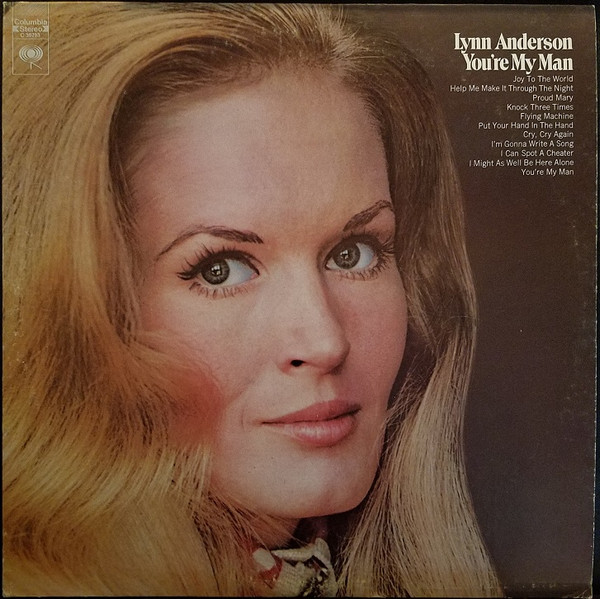 Columbia
Stereo
Lynn Anderson
You're My Man
Joy To The World
Help Me Make It Through The Night
Proud Mary
Knock Three Times
Flying Machine
Put Your Hand In The Hand
Cry, Cry Again
I'm Gonna Write A Song
I Can Spot A Cheater
I Might As Well Be Here Alone
You're My Man